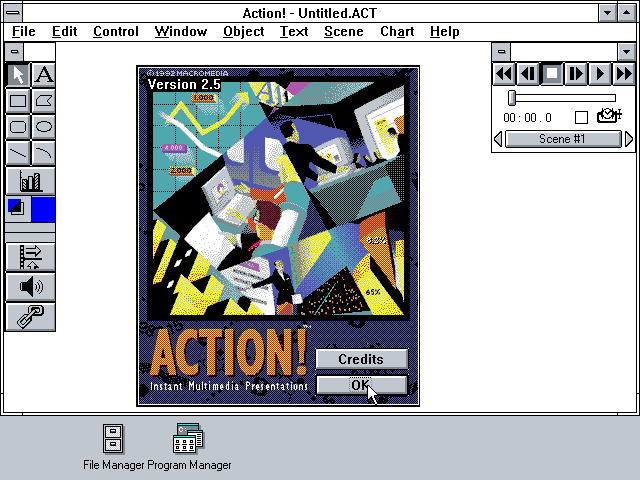 Action! - Untitled.ACT
File Edit Control Window Object Text Scene Chart Help
A
©1992 MACROMEDIA
Version 2.5
1.000
4.000
2.000
8.2%
65%
ACTION!™
Instant Multimedia Presentations
Credits
OK
00:00.0
Scene #1
File Manager
Program Manager